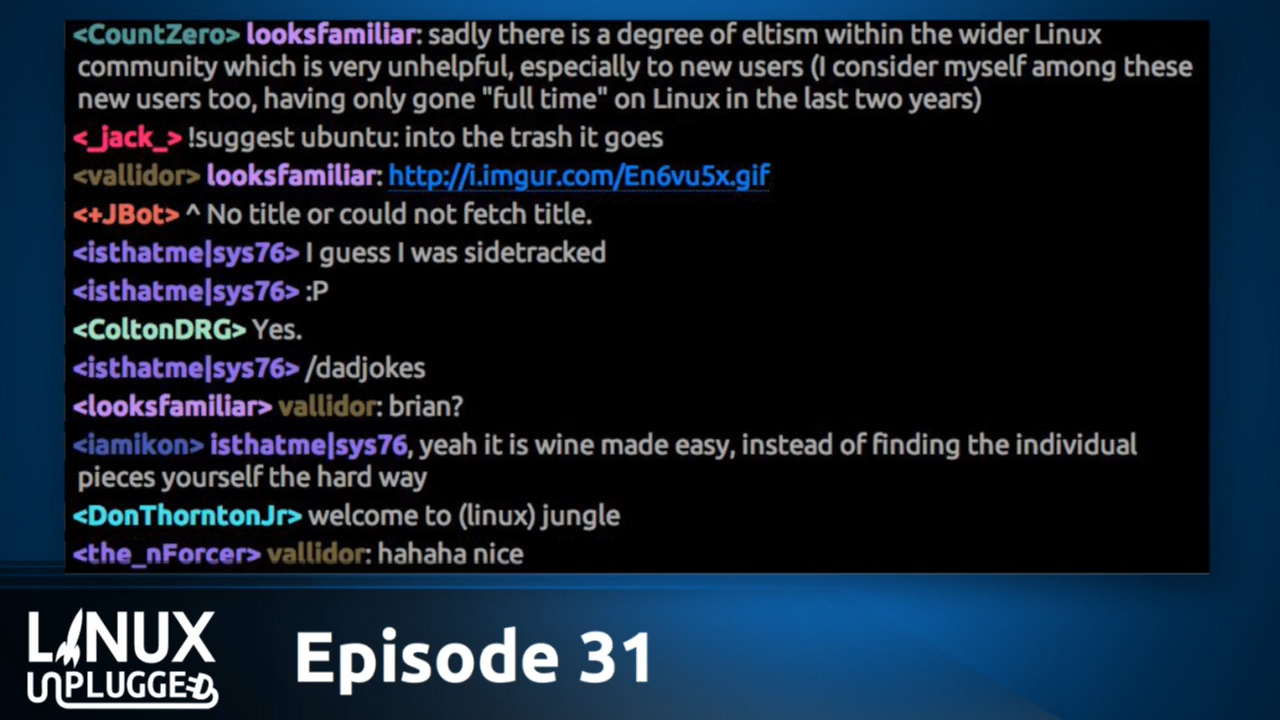 <CountZero> looksfamiliar: sadly there is a degree of eltism within the wider Linux
community which is very unhelpful, especially to new users (I consider myself among these
new users too, having only gone "full time" on Linux in the last two years)
<_jack_> !suggest ubuntu: into the trash it goes
<vallidor> looksfamiliar: http://i.imgur.com/En6vu5x.gif
<+JBot> ^ No title or could not fetch title.
<isthatme|sys76> I guess I was sidetracked
<isthatme|sys76> :P
<ColtonDRG> Yes.
<isthatme|sys76> /dadjokes
<looksfamiliar> vallidor: brian?
<iamikon> isthatme|sys76, yeah it is wine made easy, instead of finding the individual
pieces yourself the hard way
<DonThorntonJr> welcome to (linux) jungle
<the_nForcer> vallidor: hahaha nice
LINUX
UNPLUGGED
Episode 31